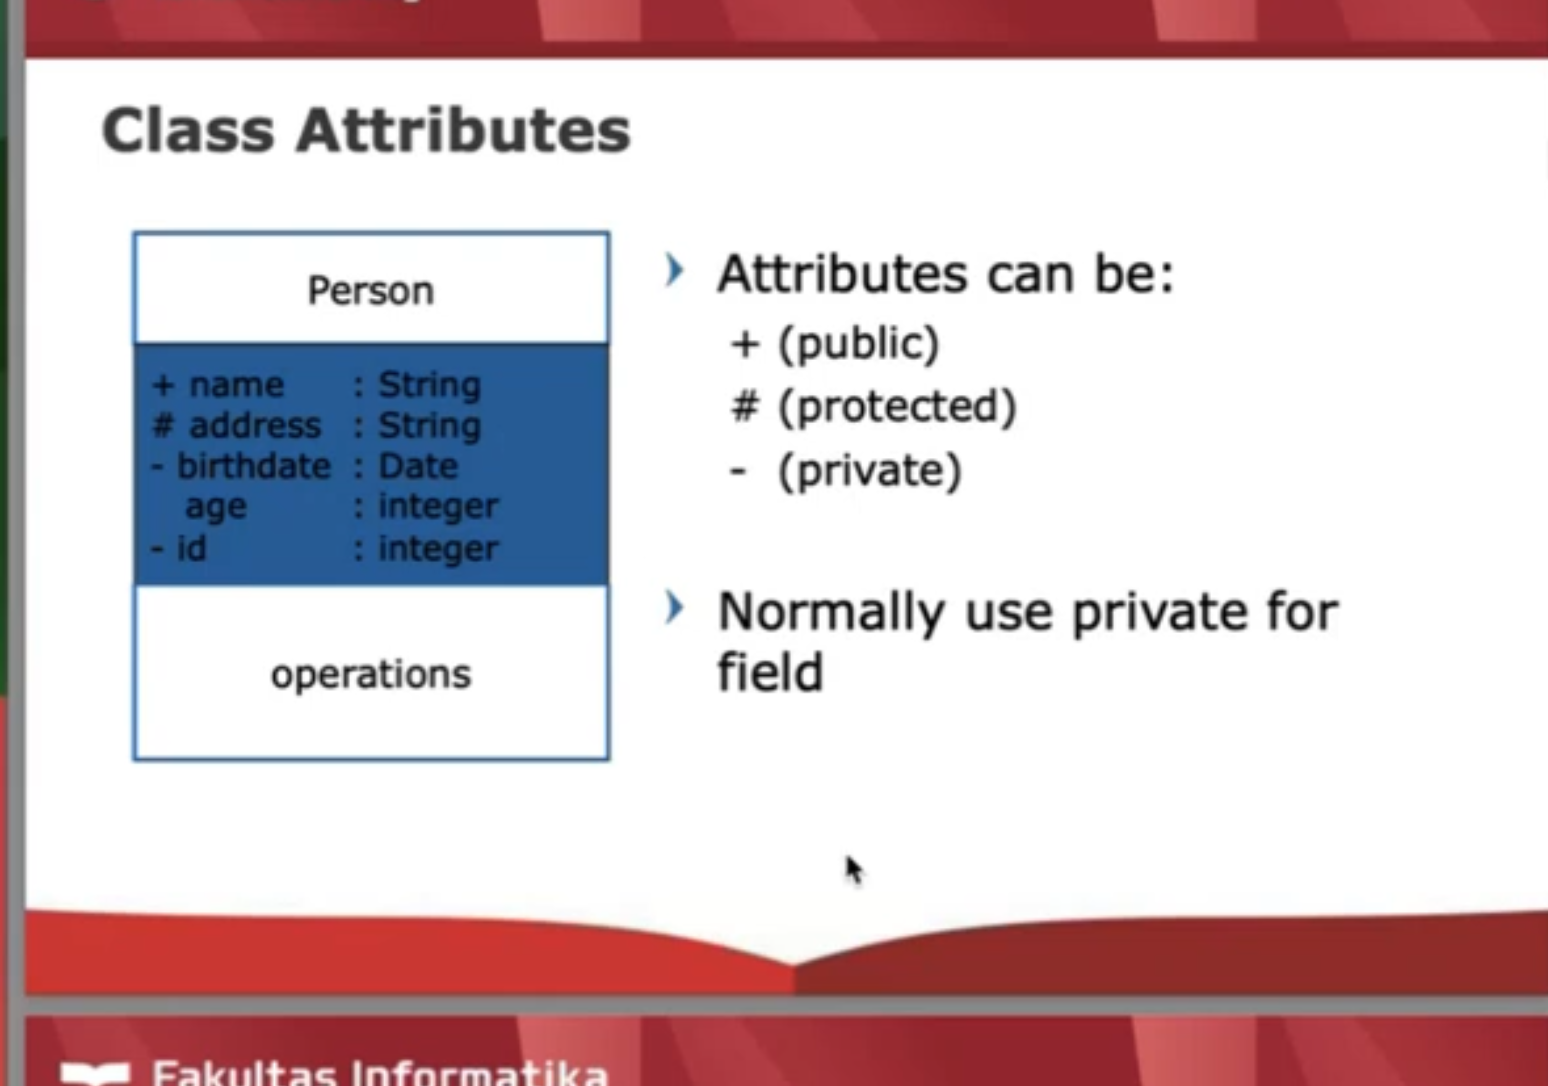 Class Attributes
Person
+ name : String
# address : String
- birthdate : Date
age : integer
- id : integer
operations
Attributes can be:
+ (public)
# (protected)
- (private)
Normally use private for
field
Fakultas Informatika